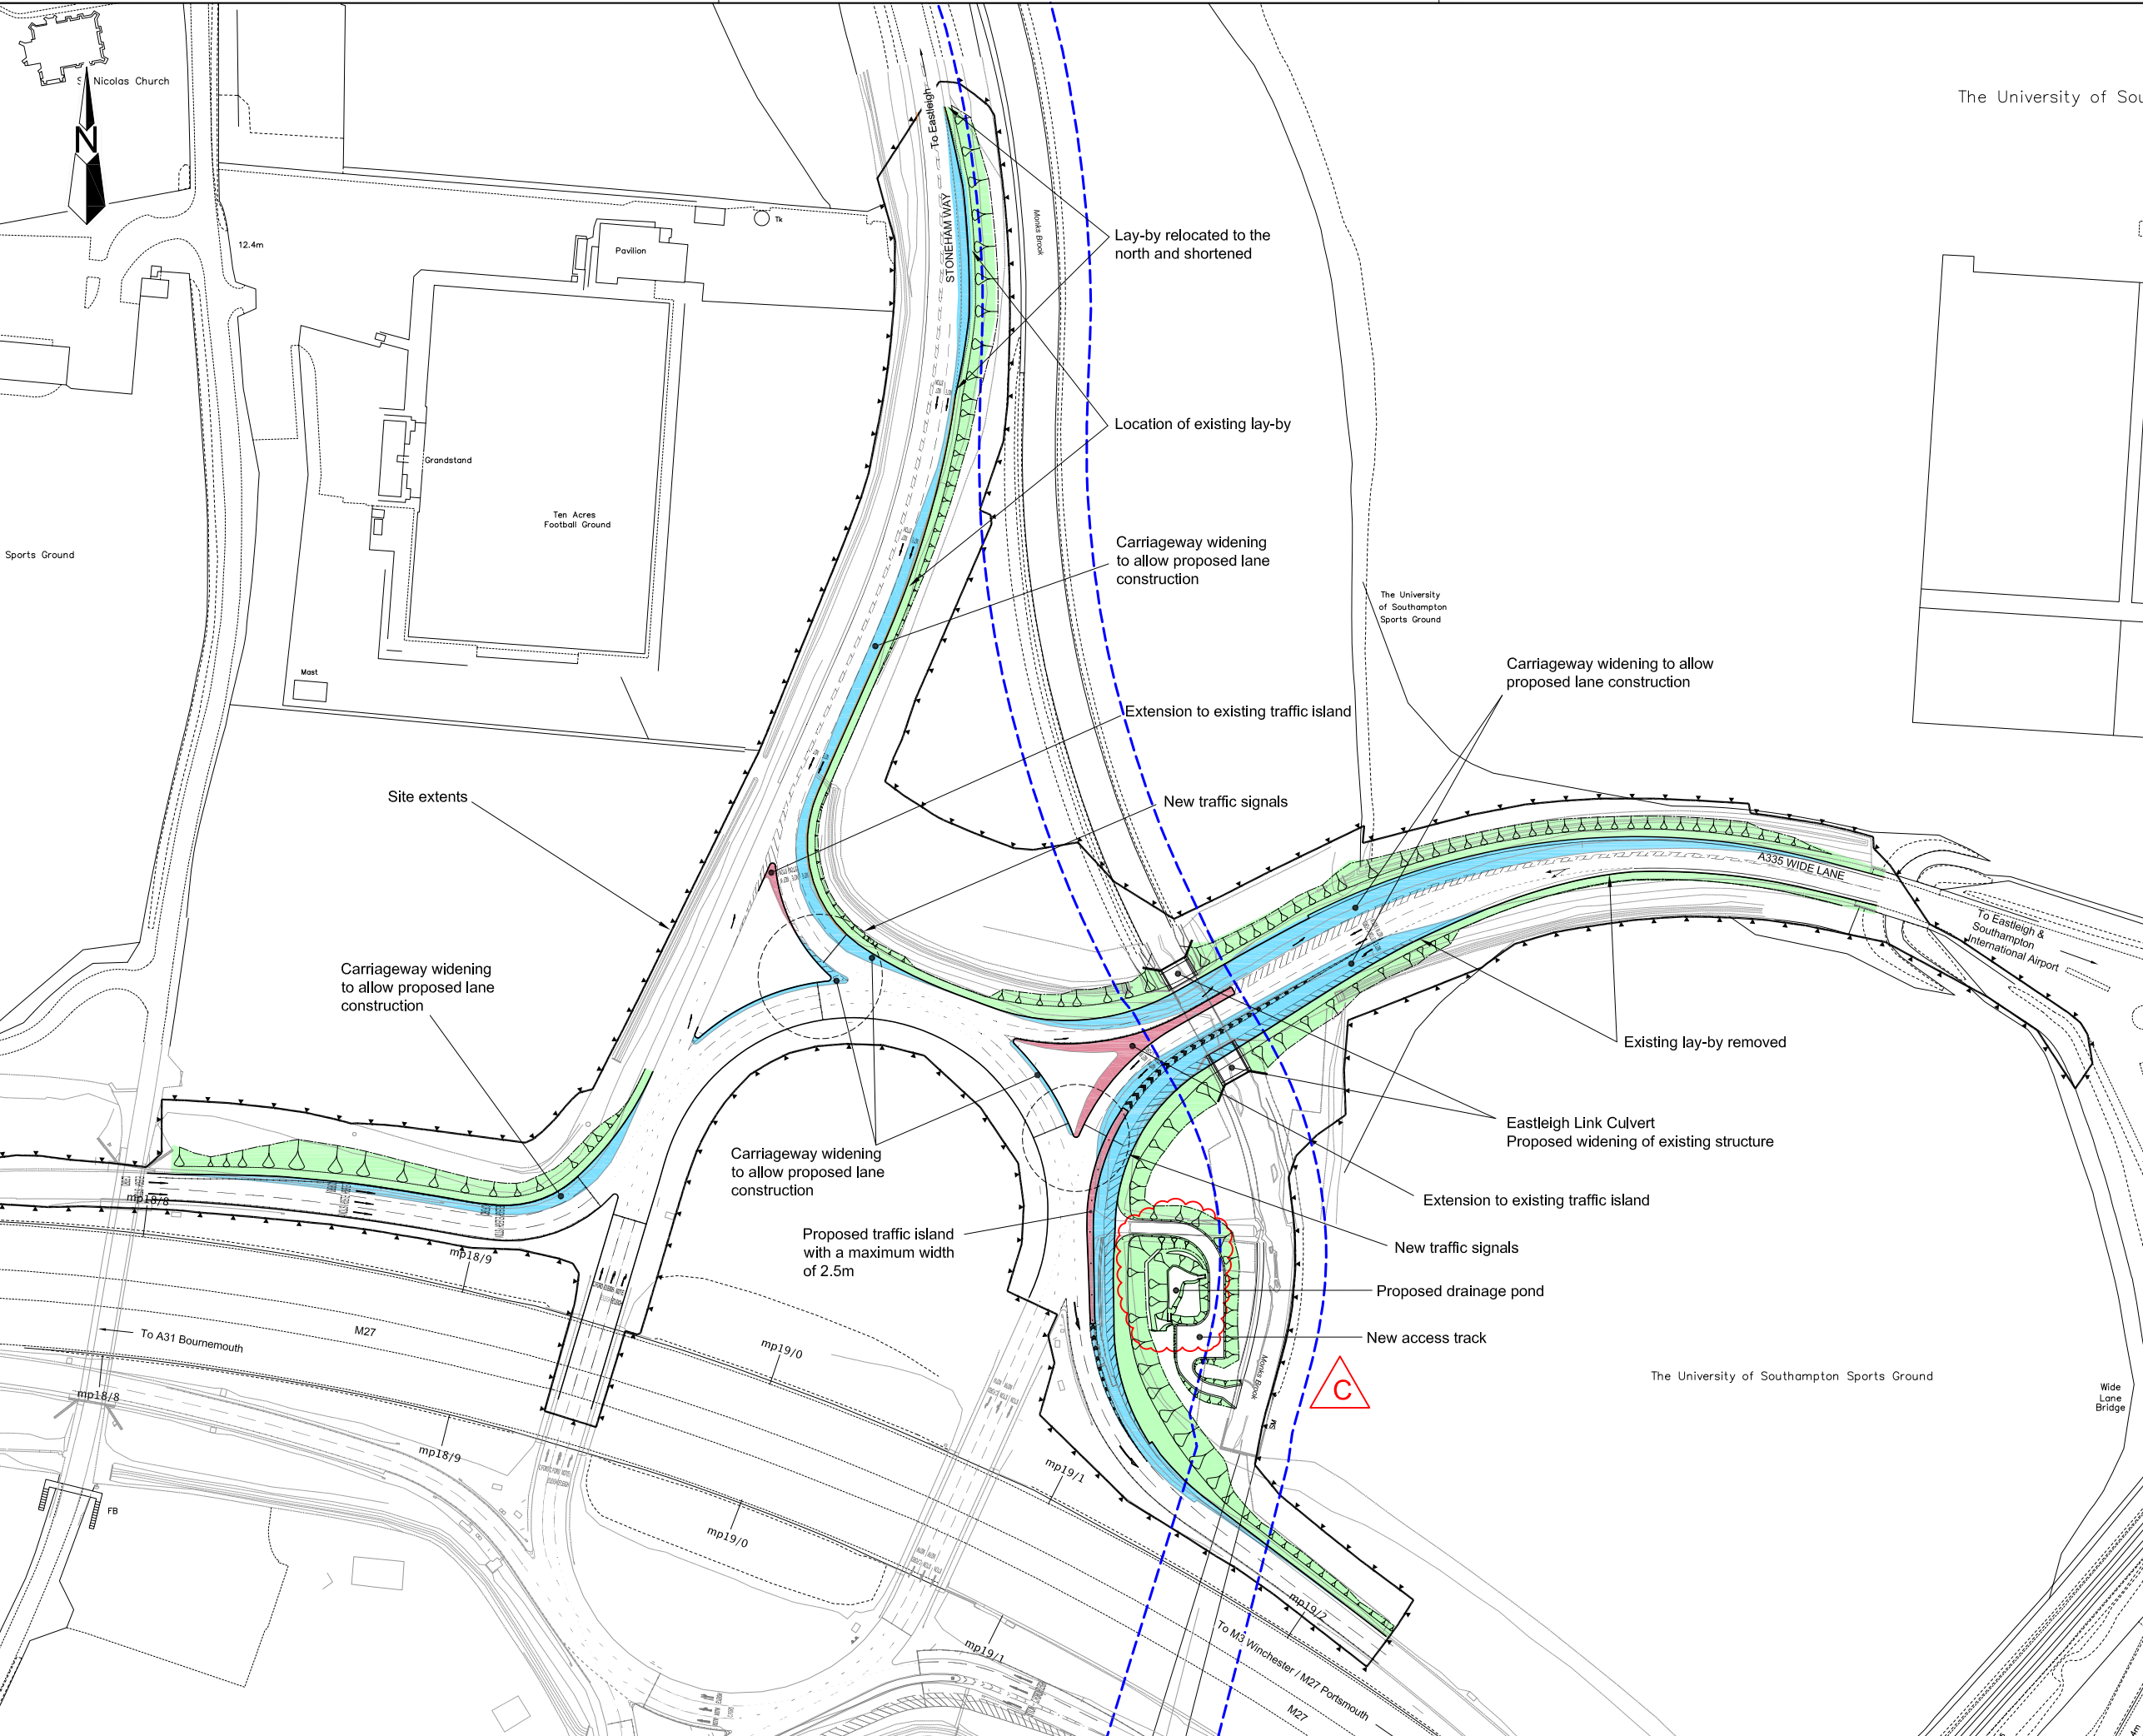 St Nicolas Church
N
The University of Sou
12.4m
Pavilion
Tk
To Eastleigh
STONEHAM WAY
Monks Brook
Lay-by relocated to the
north and shortened
Location of existing lay-by
Grandstand
Ten Acres
Football Ground
Sports Ground
Carriageway widening
to allow proposed lane
construction
The University
of Southampton
Sports Ground
Mast
Carriageway widening to allow
proposed lane construction
Extension to existing traffic island
Site extents
New traffic signals
A335 WIDE LANE
To Eastleigh &
Southampton
International Airport
Carriageway widening
to allow proposed lane
construction
Existing lay-by removed
Eastleigh Link Culvert
Proposed widening of existing structure
Carriageway widening
to allow proposed lane
construction
Extension to existing traffic island
mp18/8
Proposed traffic island
with a maximum width
of 2.5m
New traffic signals
mp18/9
Proposed drainage pond
New access track
To A31 Bournemouth
M27
mp19/0
Monks Brook
C
The University of Southampton Sports Ground
Wide
Lane
Bridge
mp18/8
mp18/9
mp19/1
FB
mp19/0
mp19/2
mp19/1
To M3 Winchester / M27 Portsmouth
M27